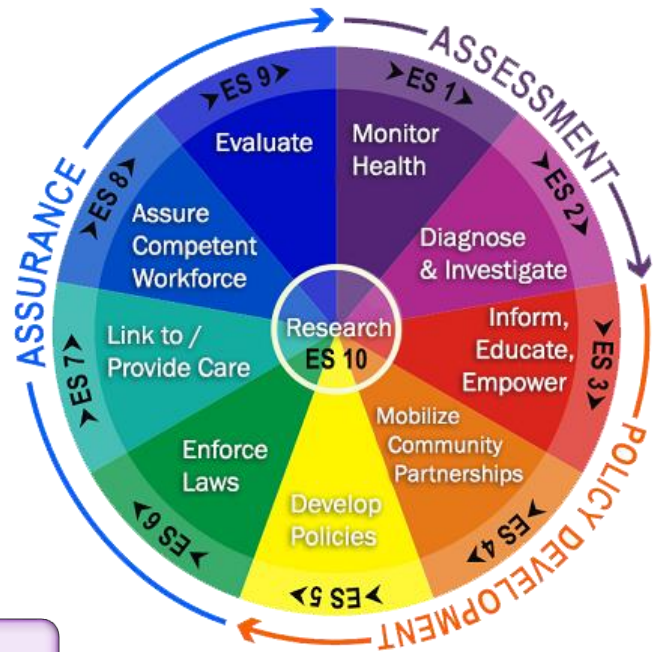 ASSESSMENT
POLICY DEVELOPMENT
ASSURANCE
➤ES 1➤
Monitor
Health
➤ES 2➤
Diagnose
& Investigate
➤ES 3➤
Inform,
Educate,
Empower
➤ES 4➤
Mobilize
Community
Partnerships
➤ES 5➤
Develop
Policies
➤ES 6➤
Enforce
Laws
➤ES 7➤
Link to /
Provide Care
➤ES 8➤
Assure
Competent
Workforce
➤ES 9➤
Evaluate
Research
ES 10